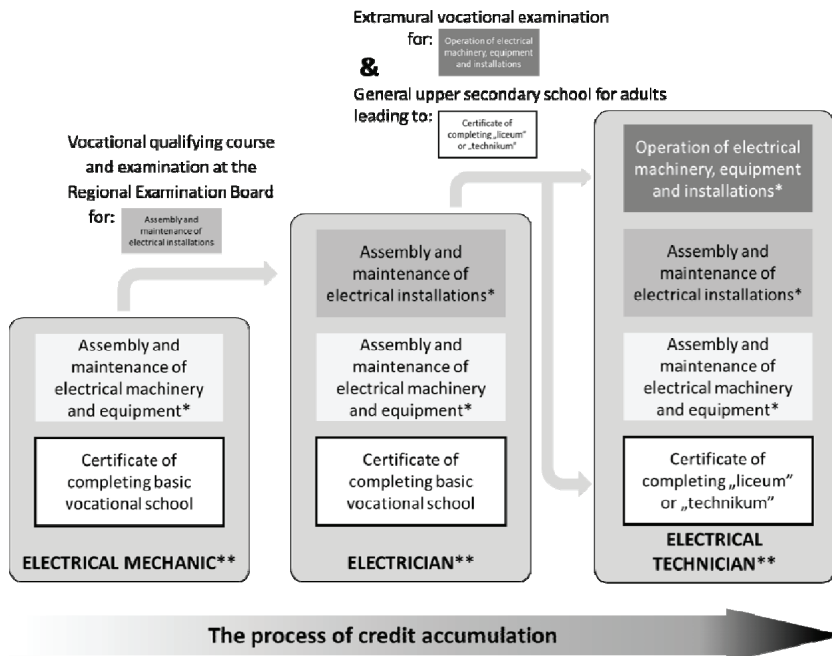 Extramural vocational examination
for:
Operation of electrical
machinery, equipment
and installations
&
General upper secondary school for adults
leading to:
Certificate of
completing „liceum”
or „technikum”
Vocational qualifying course
and examination at the
Regional Examination Board
for:
Assembly and
maintenance of
electrical installations
Assembly and
maintenance of
electrical machinery
and equipment*
Certificate of
completing basic
vocational school
ELECTRICAL MECHANIC**
Assembly and
maintenance of
electrical installations*
Assembly and
maintenance of
electrical machinery
and equipment*
Certificate of
completing basic
vocational school
ELECTRICIAN**
Operation of electrical
machinery, equipment
and installations*
Assembly and
maintenance of
electrical installations*
Assembly and
maintenance of
electrical machinery
and equipment*
Certificate of
completing „liceum”
or „technikum”
ELECTRICAL
TECHNICIAN**
The process of credit accumulation